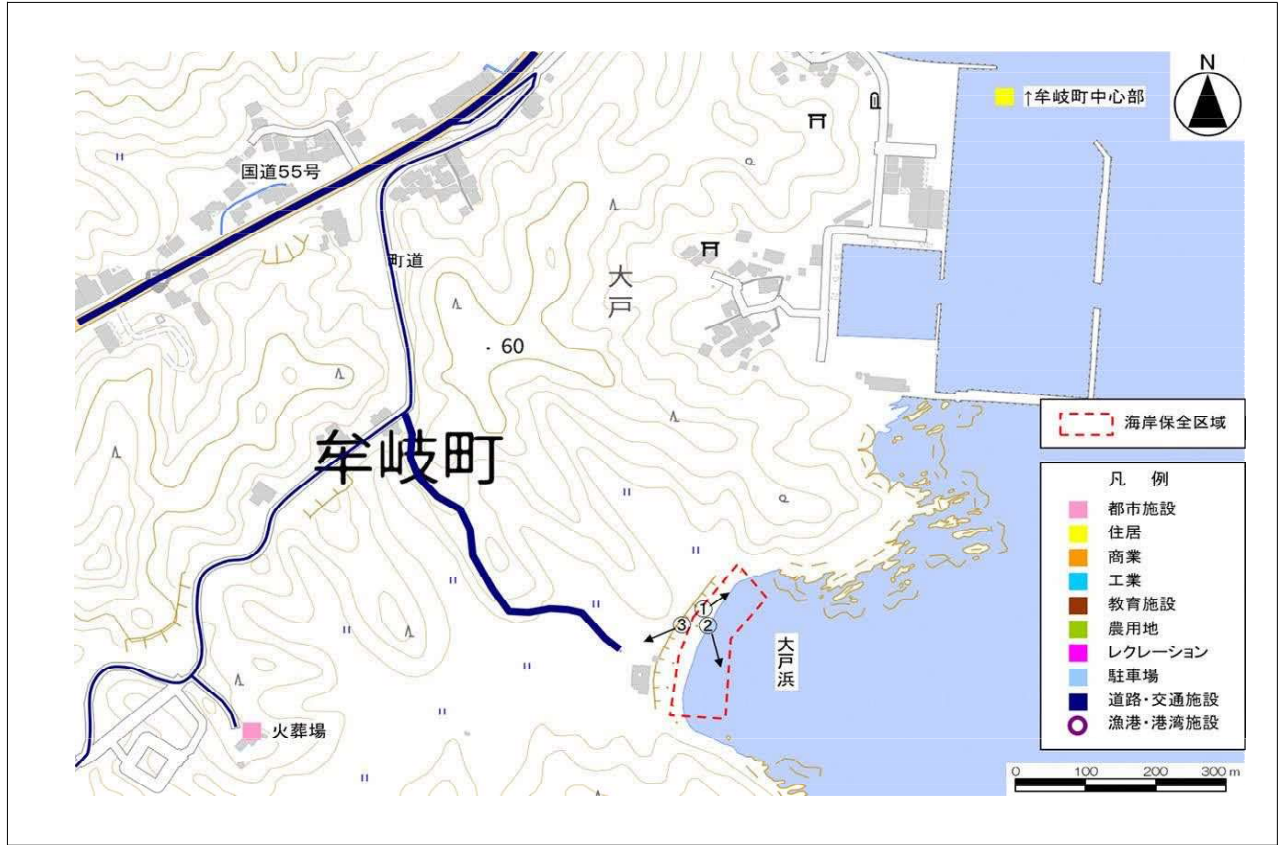 N
↑牟岐町中心部
国道55号
町道
大戸
60
牟岐町
海岸保全区域
凡 例
都市施設
住居
商業
工業
教育施設
農用地
レクレーション
駐車場
道路・交通施設
漁港・港湾施設
①
②
③
大戸浜
火葬場
0 100 200 300m